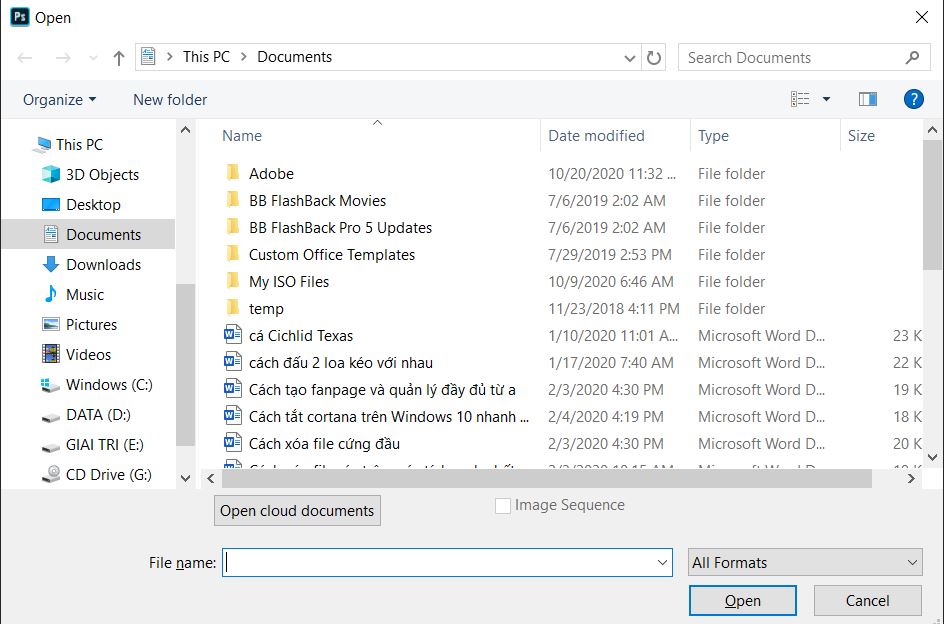 Ps Open
This PC > Documents
Search Documents
Organize New folder
?
This PC
3D Objects
Desktop
Documents
Downloads
Music
Pictures
Videos
Windows (C:)
DATA (D:)
GIAI TRI (E:)
CD Drive (G:)
Name Date modified Type Size
Adobe 10/20/2020 11:32 ... File folder
BB FlashBack Movies 7/6/2019 2:02 AM File folder
BB FlashBack Pro 5 Updates 7/6/2019 2:02 AM File folder
Custom Office Templates 7/29/2019 2:53 PM File folder
My ISO Files 10/9/2020 6:46 AM File folder
temp 11/23/2018 4:11 PM File folder
cá Cichlid Texas 1/10/2020 11:01 A... Microsoft Word D... 23 K
cách đấu 2 loa kéo với nhau 1/17/2020 7:40 AM Microsoft Word D... 22 K
Cách tạo fanpage và quản lý đầy đủ từ a 2/3/2020 4:30 PM Microsoft Word D... 19 K
Cách tắt cortana trên Windows 10 nhanh ... 2/4/2020 4:19 PM Microsoft Word D... 18 K
Cách xóa file cứng đầu 2/3/2020 4:30 PM Microsoft Word D... 20 K
Open cloud documents
Image Sequence
File name:
All Formats
Open
Cancel